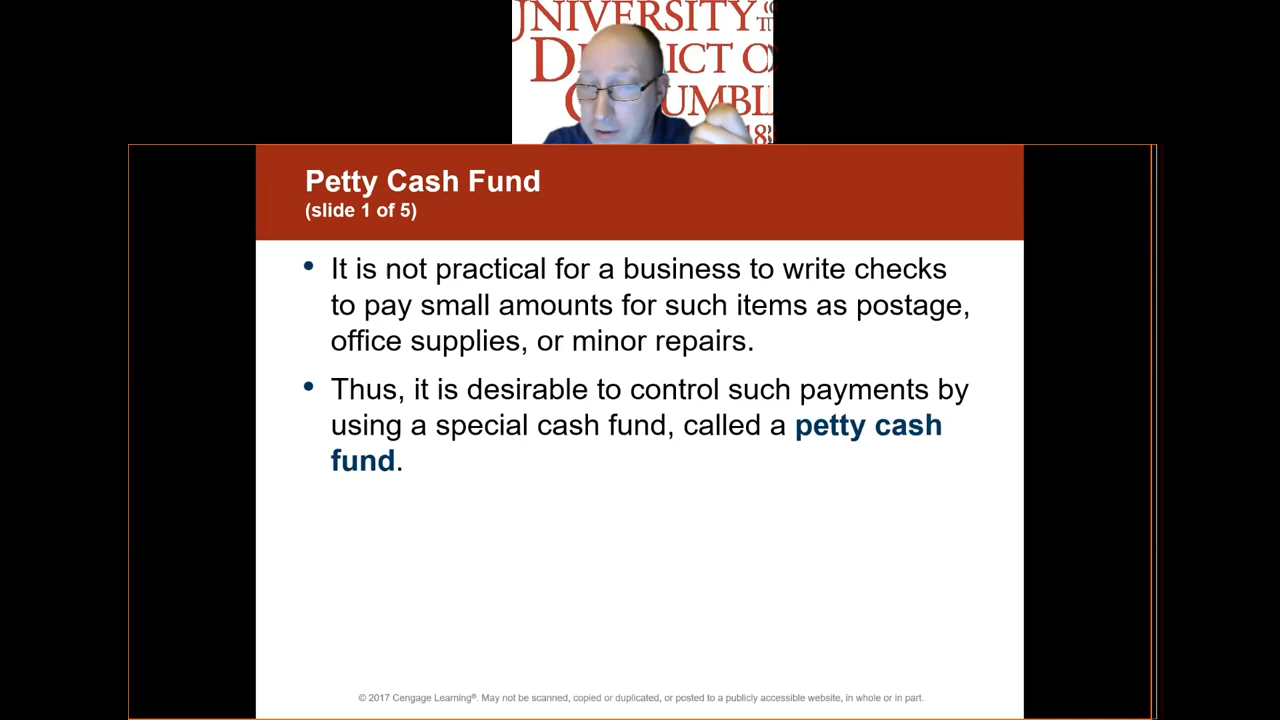 UNIVERSITY
D
ICT O
UMBI
18
Petty Cash Fund
(slide 1 of 5)
• It is not practical for a business to write checks
to pay small amounts for such items as postage,
office supplies, or minor repairs.
• Thus, it is desirable to control such payments by
using a special cash fund, called a petty cash
fund.
© 2017 Cengage Learning®. May not be scanned, copied or duplicated, or posted to a publicly accessible website, in whole or in part.